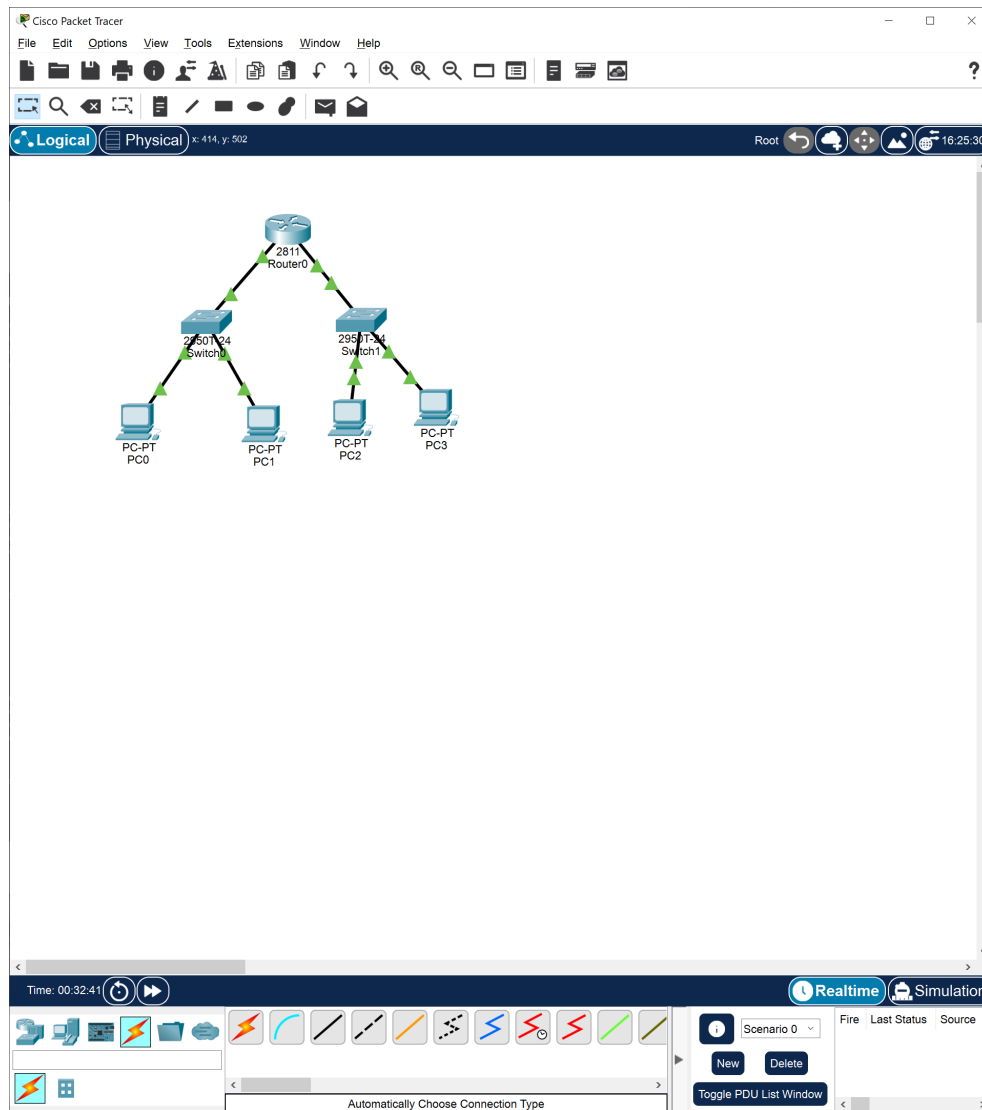 Cisco Packet Tracer
File Edit Options View Tools Extensions Window Help
?
Logical Physical x: 414, y: 502 Root 16:25:30
2811
Router0
2950T-24
Switch0
2950T-24
Switch1
PC-PT
PC0
PC-PT
PC1
PC-PT
PC2
PC-PT
PC3
Time: 00:32:41 Realtime Simulation
Scenario 0
Fire Last Status Source
New Delete
Toggle PDU List Window
Automatically Choose Connection Type